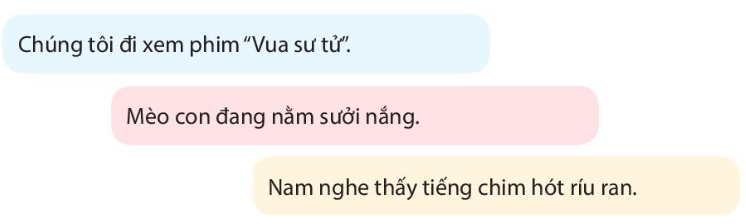 Chúng tôi đi xem phim “Vua sư tử”.
Mèo con đang nằm sưởi nắng.
Nam nghe thấy tiếng chim hót ríu ran.